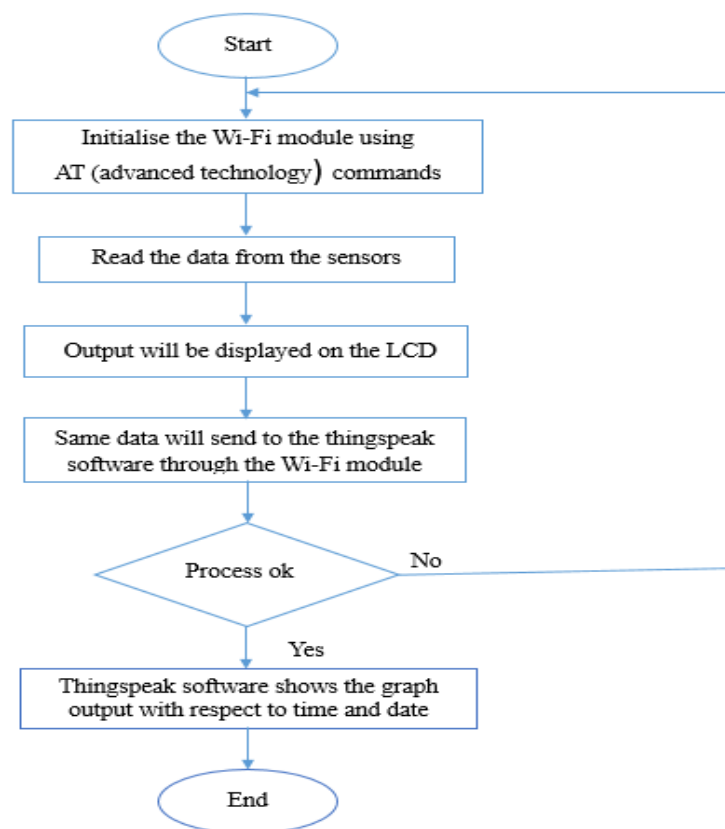 Start
Initialise the Wi-Fi module using
AT (advanced technology) commands
Read the data from the sensors
Output will be displayed on the LCD
Same data will send to the thingspeak
software through the Wi-Fi module
Process ok
No
Yes
Thingspeak software shows the graph
output with respect to time and date
End